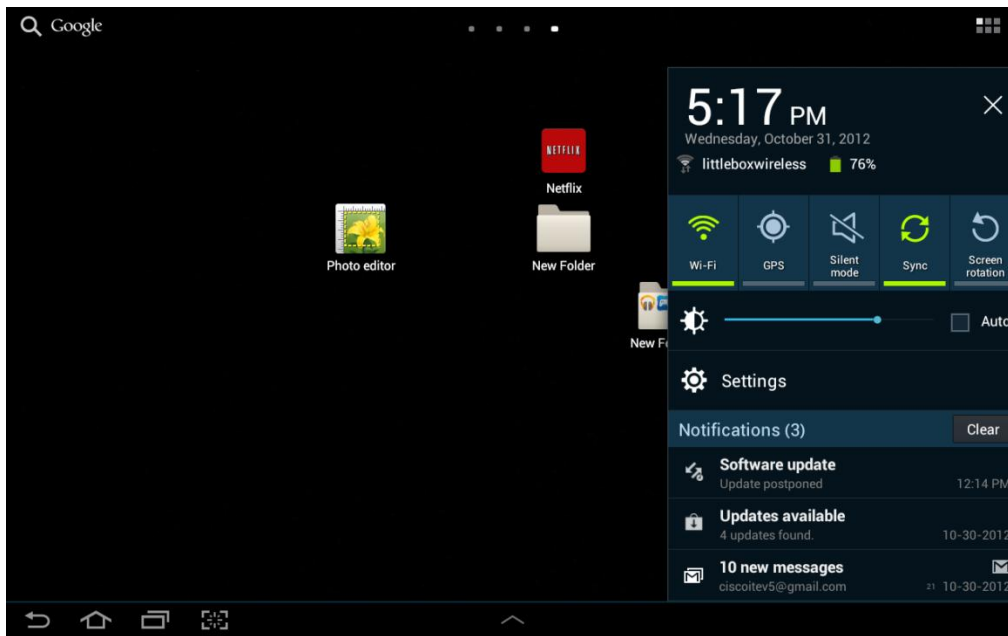 Google
5:17 PM
Wednesday, October 31, 2012
littleboxwireless 76%
NETFLIX
Netflix
Photo editor
New Folder
New Fo
Wi-Fi
GPS
Silent mode
Sync
Screen rotation
Auto
Settings
Notifications (3) Clear
Software update
Update postponed 12:14 PM
Updates available
4 updates found. 10-30-2012
10 new messages
ciscoitev5@gmail.com 21 10-30-2012